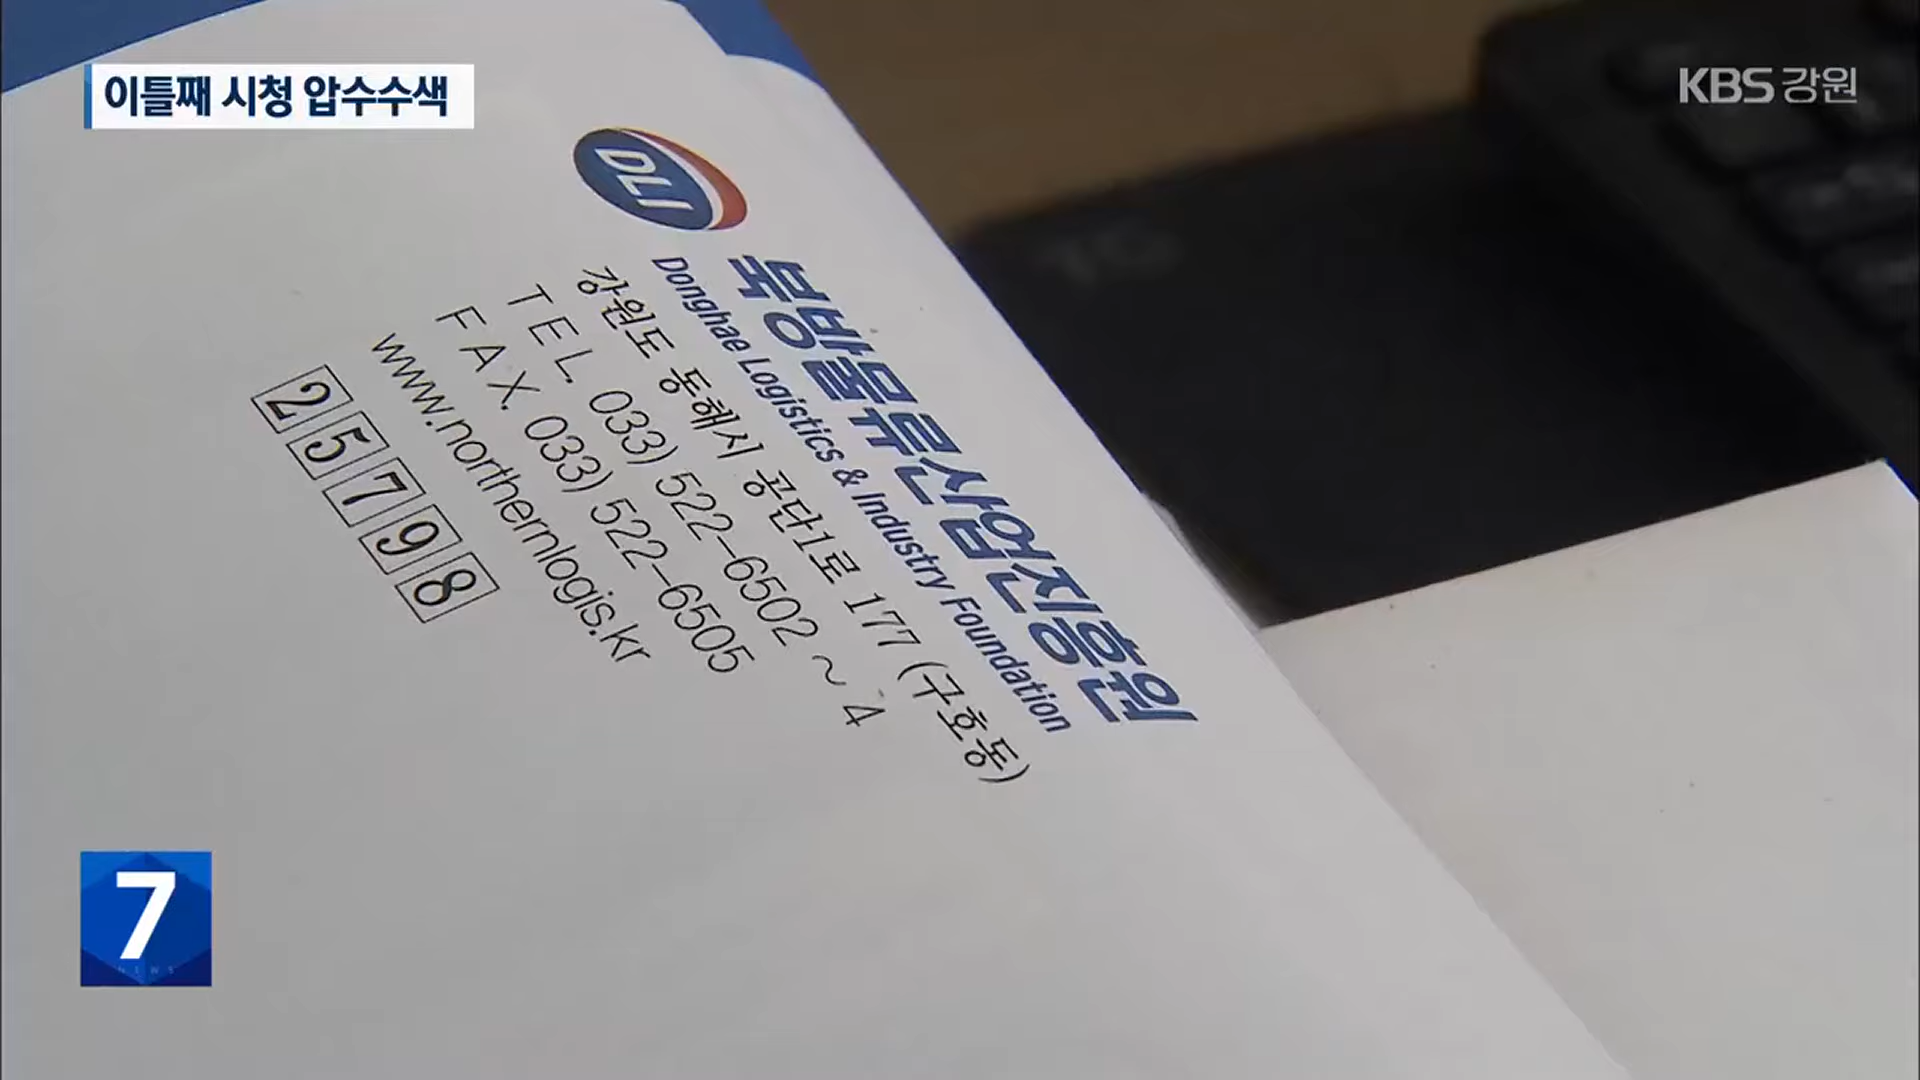 이틀째 시청 압수수색
KBS 강원
DLI
북방물류산업진흥원
Donghae Logistics & Industry Foundation
강원도 동해시 공단1로 177 (구호동)
TEL. 033) 522-6502 ~ 4
FAX. 033) 522-6505
www.northernlogis.kr
25798
7
NEWS